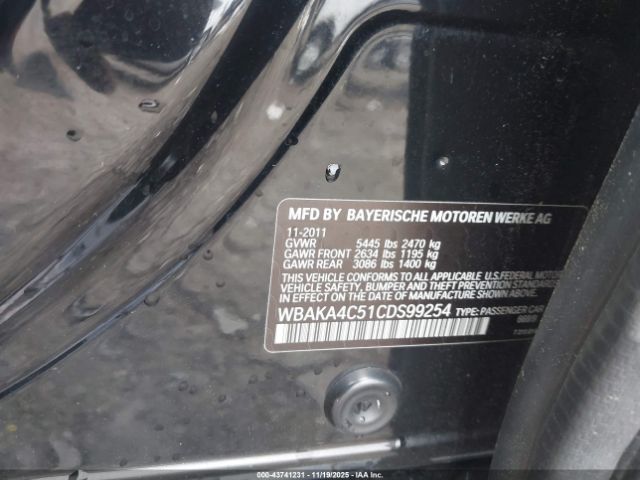 MFD BY BAYERISCHE MOTOREN WERKE AG
11-2011
GVWR 5445 lbs 2470 kg
GAWR FRONT 2634 lbs 1195 kg
GAWR REAR 3086 lbs 1400 kg
THIS VEHICLE CONFORMS TO ALL APPLICABLE U.S. FEDERAL MOTOR
VEHICLE SAFETY, BUMPER AND THEFT PREVENTION STANDARDS
IN EFFECT ON THE DATE OF MANUFACTURE SHOWN ABOVE.
WBAKA4C51CDS99254 TYPE: PASSENGER CAR
© IAA 000-43741231 - 11/19/2025 - IAAI.COM